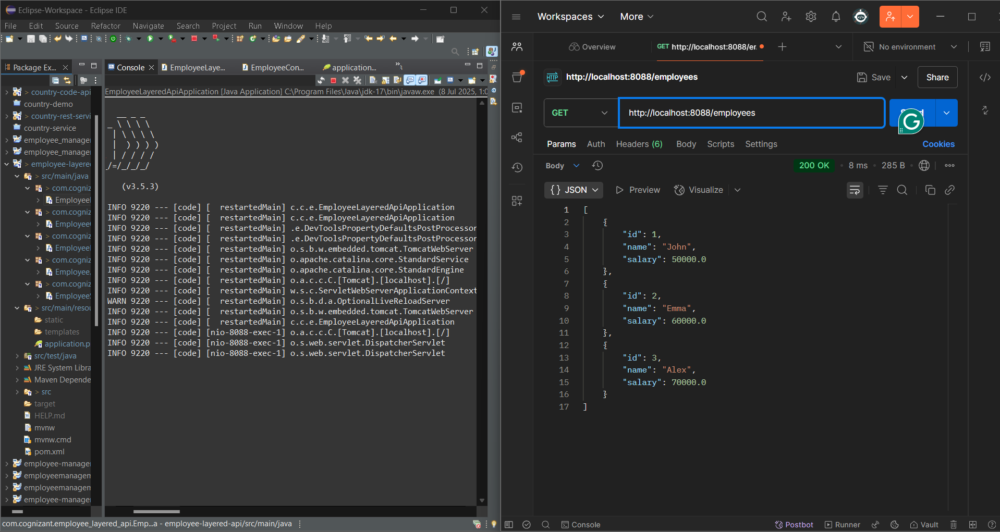 Eclipse-Workspace - Eclipse IDE
File Edit Source Refactor Navigate Search Project Run Window Help
Package Ex...
country-code-api
country-demo
> country-rest-servi
country-service
employee_manager
employee_manager
> employee-layered
> src/main/java
> com.cogniz
Employee
> com.cogniz
Employee
> com.cogniz
Employee
> com.cogniz
Employee.
> com.cogniz
Employee
> src/main/resou
static
templates
application.p
src/test/java
JRE System Libra
Maven Depende
> src
target
HELP.md
mvnw
mvnw.cmd
pom.xml
employee-manager
employeemanagem
employeemanagem
employee-manager
Console EmployeeLaye... EmployeeCon... application... »3
EmployeeLayeredApiApplication [Java Application] C:\Program Files\Java\jdk-17\bin\javaw.exe (8 Jul 2025, 1:0
  __ _ _
_ \ \ \ \
 | \ \ \ \
 |  ) ) ) )
 | / / / /
_/=/_/_/_/
(v3.5.3)
INFO 9220 --- [code] [  restartedMain] c.c.e.EmployeeLayeredApiApplication
INFO 9220 --- [code] [  restartedMain] c.c.e.EmployeeLayeredApiApplication
INFO 9220 --- [code] [  restartedMain] .e.DevToolsPropertyDefaultsPostProcessor
INFO 9220 --- [code] [  restartedMain] .e.DevToolsPropertyDefaultsPostProcessor
INFO 9220 --- [code] [  restartedMain] o.s.b.w.embedded.tomcat.TomcatWebServer
INFO 9220 --- [code] [  restartedMain] o.apache.catalina.core.StandardService
INFO 9220 --- [code] [  restartedMain] o.apache.catalina.core.StandardEngine
INFO 9220 --- [code] [  restartedMain] o.a.c.c.C.[Tomcat].[localhost].[/]
INFO 9220 --- [code] [  restartedMain] w.s.c.ServletWebServerApplicationContext
WARN 9220 --- [code] [  restartedMain] o.s.b.d.a.OptionalLiveReloadServer
INFO 9220 --- [code] [  restartedMain] o.s.b.w.embedded.tomcat.TomcatWebServer
INFO 9220 --- [code] [  restartedMain] c.c.e.EmployeeLayeredApiApplication
INFO 9220 --- [code] [nio-8088-exec-1] o.a.c.c.C.[Tomcat].[localhost].[/]
INFO 9220 --- [code] [nio-8088-exec-1] o.s.web.servlet.DispatcherServlet
INFO 9220 --- [code] [nio-8088-exec-1] o.s.web.servlet.DispatcherServlet
com.cognizant.employee_layered_api.Emp...a - employee-layered-api/src/main/java
Workspaces More
Overview GET http://localhost:8088/er No environment
HTTP http://localhost:8088/employees Save Share
GET http://localhost:8088/employees
Params Auth Headers (6) Body Scripts Settings Cookies
Body 200 OK • 8 ms • 285 B
{} JSON Preview Visualize
1 [
2 {
3 "id": 1,
4 "name": "John",
5 "salary": 50000.0
6 },
7 {
8 "id": 2,
9 "name": "Emma",
10 "salary": 60000.0
11 },
12 {
13 "id": 3,
14 "name": "Alex",
15 "salary": 70000.0
16 }
17 ]
Console Postbot Runner Vault